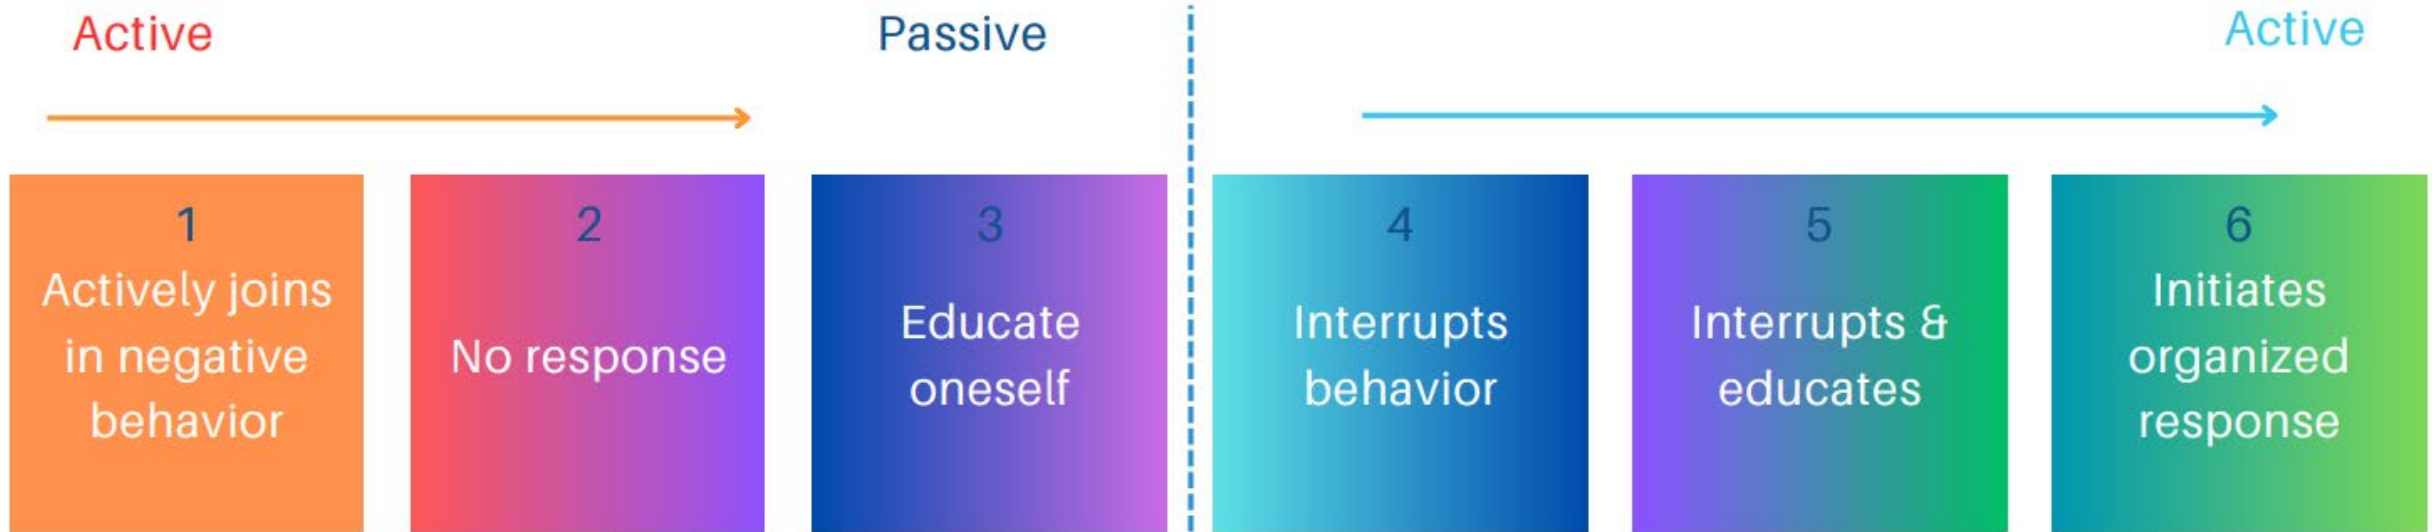 Active
Passive
Active
1
Actively joins
in negative
behavior
2
No response
3
Educate
oneself
4
Interrupts
behavior
5
Interrupts &
educates
6
Initiates
organized
response